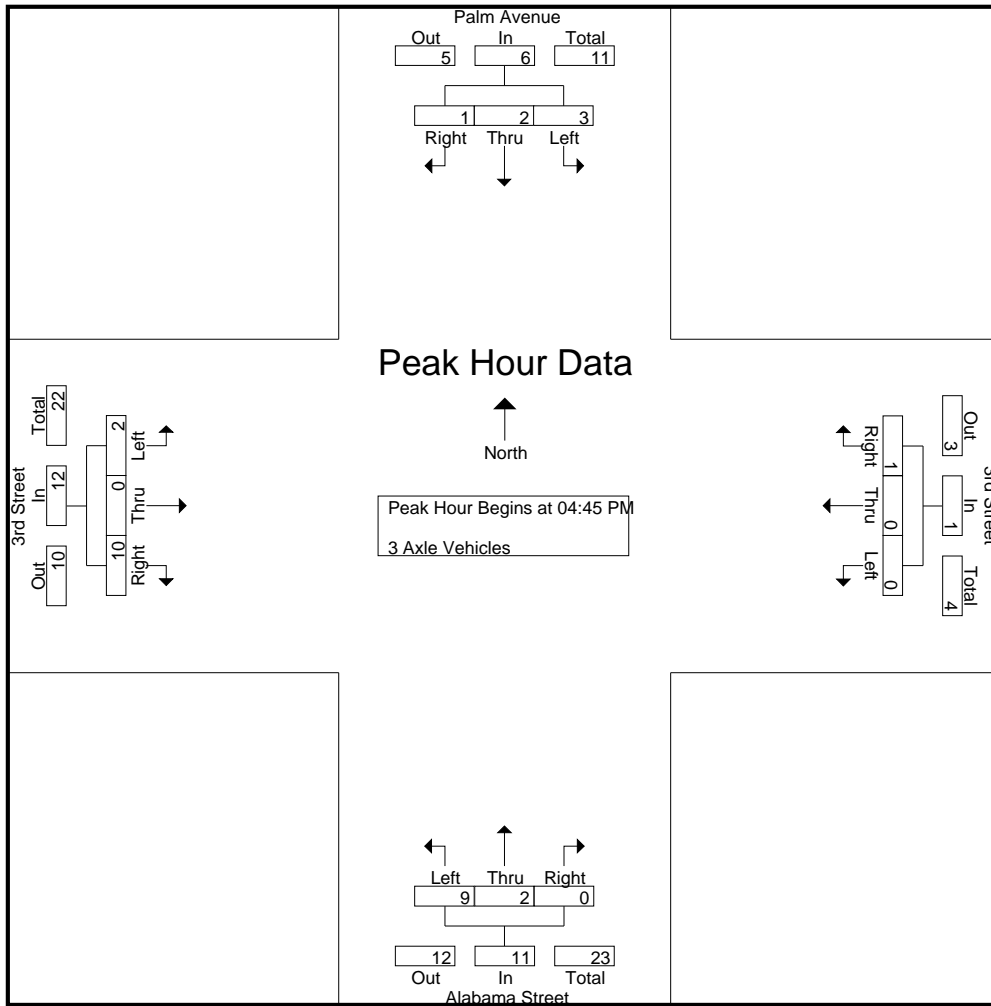 Palm Avenue
Out In Total
5 6 11
1 2 3
Right Thru Left
Peak Hour Data
North
Peak Hour Begins at 04:45 PM
3 Axle Vehicles
3rd Street
Out In Total
10 12 22
10 0 2
Right Thru Left
3rd Street
Out In Total
3 1 4
1 0 0
Right Thru Left
Left Thru Right
9 2 0
12 11 23
Out In Total
Alabama Street